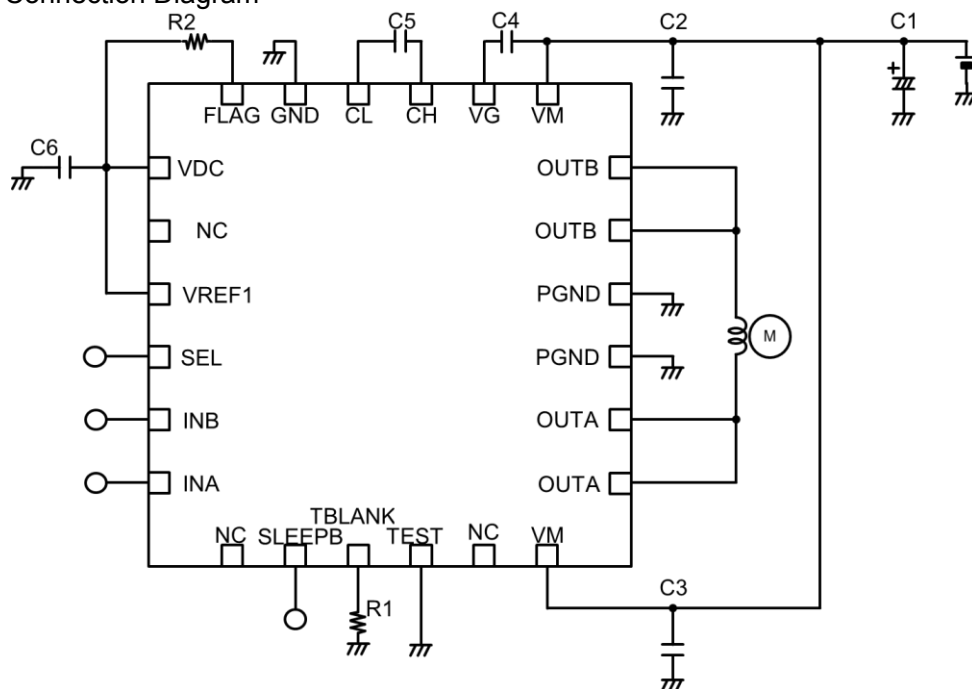 Connection Diagram
R2
C5
C4
C2
C1
+
FLAG GND CL CH VG VM
C6
VDC
OUTB
NC
OUTB
VREF1
PGND
SEL
PGND
INB
OUTA
INA
OUTA
M
NC SLEEPB TBLANK TEST NC VM
R1
C3